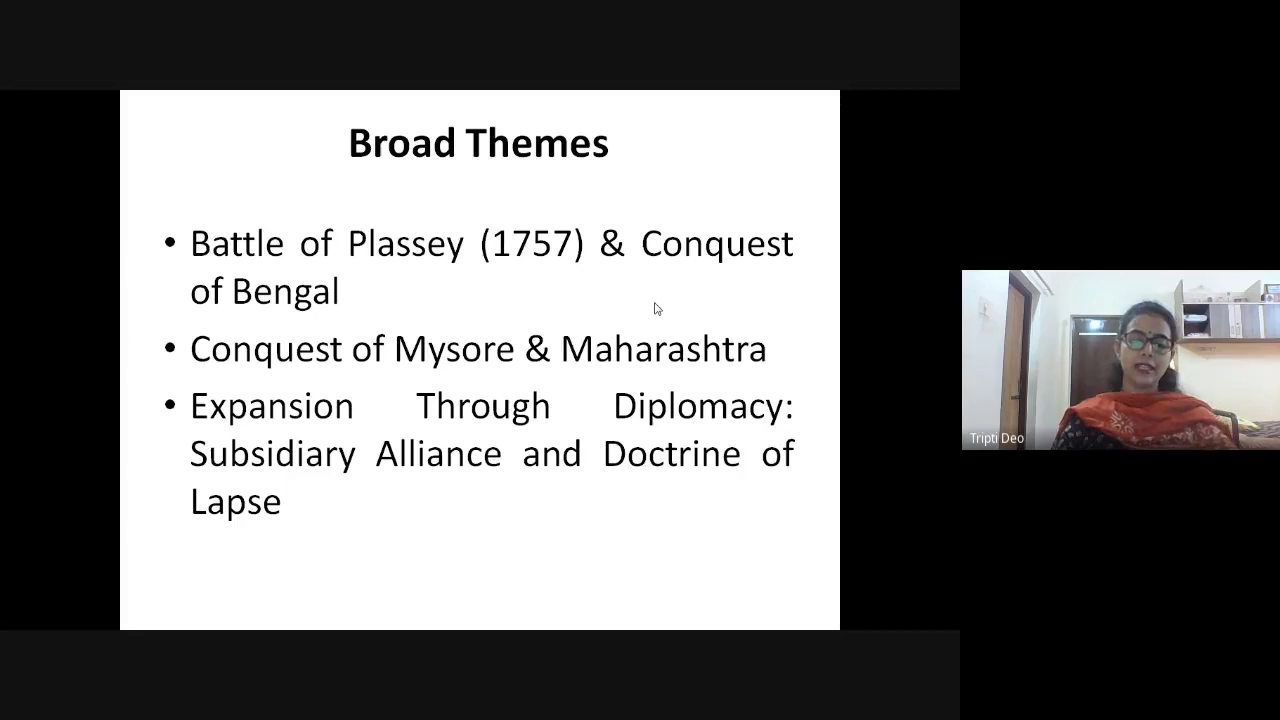 Broad Themes
• Battle of Plassey (1757) & Conquest
of Bengal
• Conquest of Mysore & Maharashtra
• Expansion Through Diplomacy:
Subsidiary Alliance and Doctrine of
Lapse
Tripti Deo